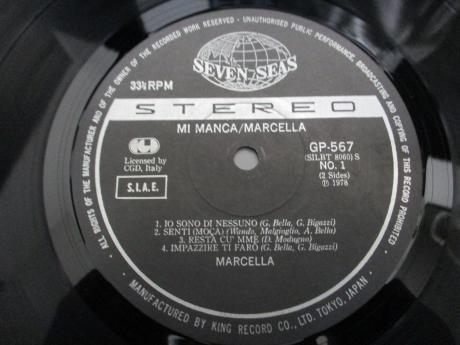 ALL RIGHTS OF THE MANUFACTURER AND OF THE OWNER OF THE RECORDED WORK RESERVED - UNAUTHORISED PUBLIC PERFORMANCE, BROADCASTING AND COPYING OF THIS RECORD PROHIBITED
SEVEN SEAS
33⅓ RPM
STEREO
MI MANCA/MARCELLA
Licensed by
CGD, Italy
S.I.A.E.
GP-567
(SILBT 8060) S
NO. 1
(2 Sides)
Ⓟ 1978
1. IO SONO DI NESSUNO (G. Bella, G. Bigazzi)
2. SENTI (MOÇA) (Wando, Malgioglio, A. Bella)
3. RESTA CU' MME (D. Modugno)
4. IMPAZZIRE TI FARÒ (G. Bella, G. Bigazzi)
MARCELLA
MANUFACTURED BY KING RECORD CO., LTD. TOKYO, JAPAN